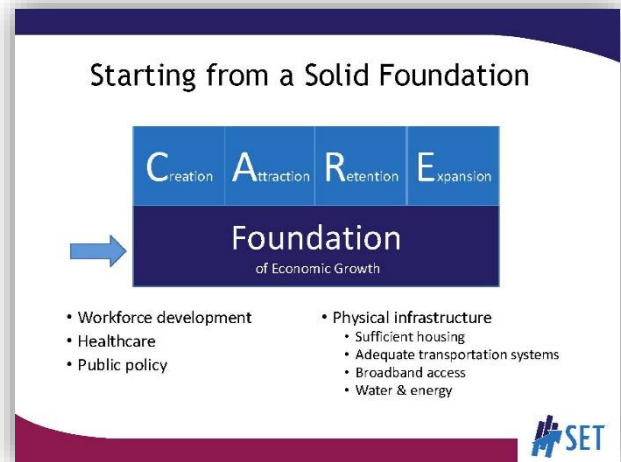 Starting from a Solid Foundation
Creation Attraction Retention Expansion
Foundation
of Economic Growth
• Workforce development
• Healthcare
• Public policy
• Physical infrastructure
• Sufficient housing
• Adequate transportation systems
• Broadband access
• Water & energy
SET